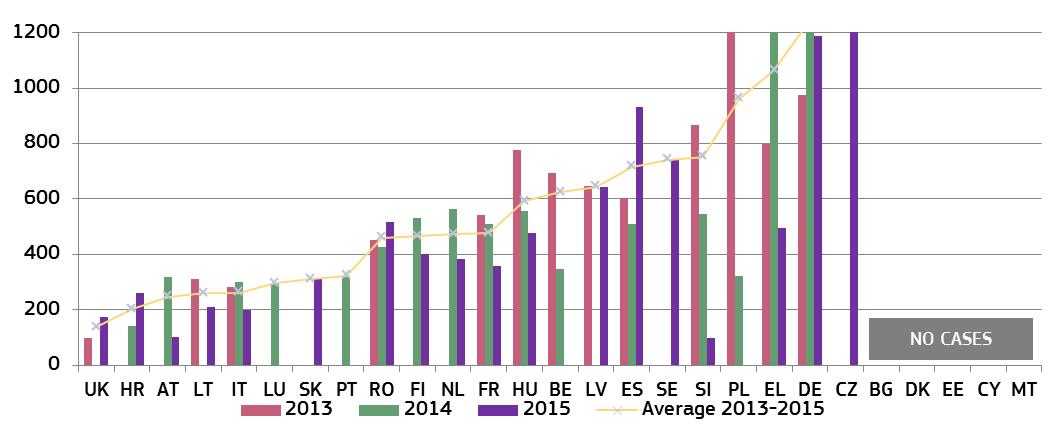 1200
1000
800
600
400
200
0
NO CASES
UK HR AT LT IT LU SK PT RO FI NL FR HU BE LV ES SE SI PL EL DE CZ BG DK EE CY MT
2013 2014 2015 Average 2013-2015